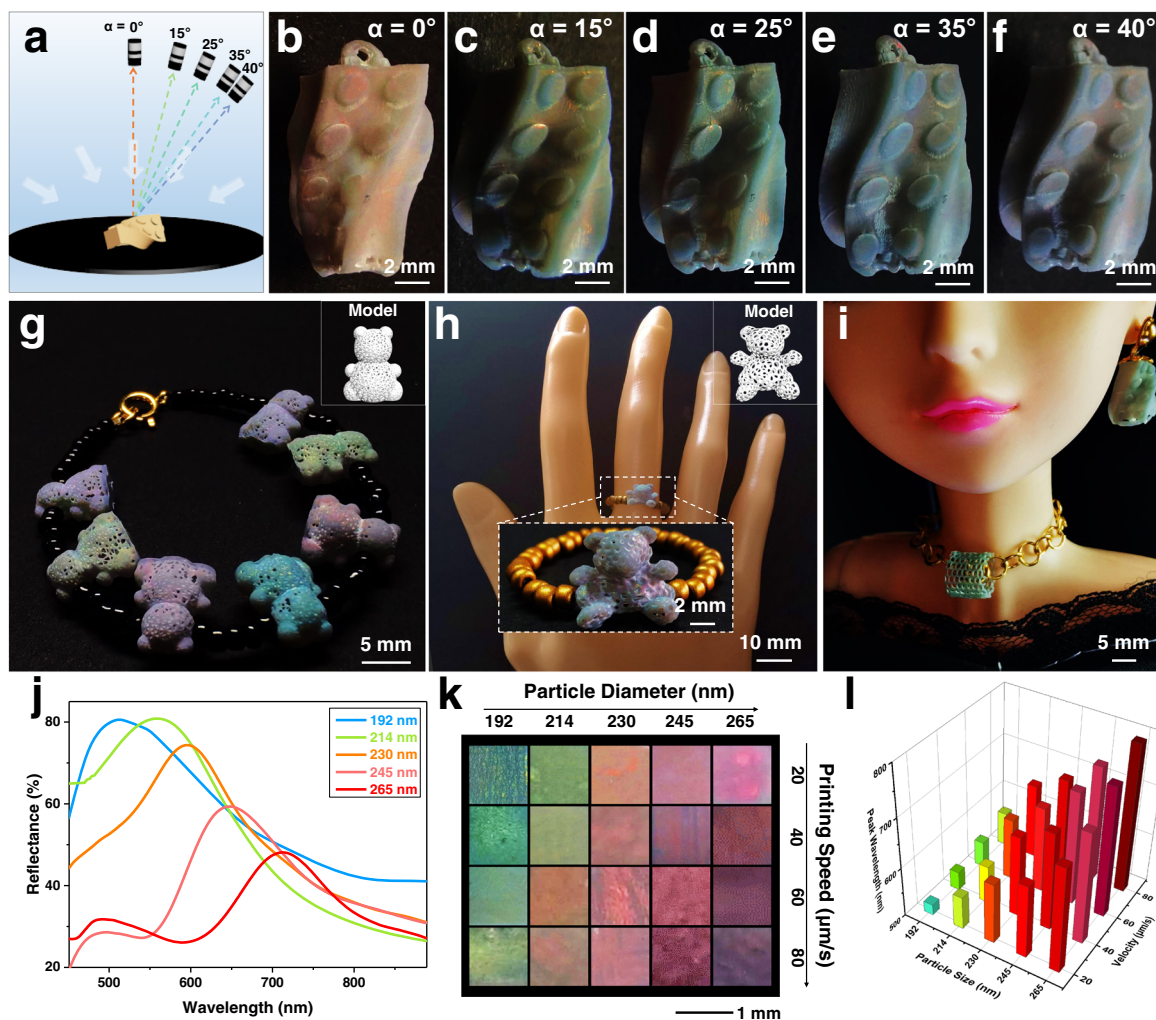 a
α = 0°
15°
25°
35°
40°
b
α = 0°
2 mm
c
α = 15°
2 mm
d
α = 25°
2 mm
e
α = 35°
2 mm
f
α = 40°
2 mm
g
Model
5 mm
h
Model
2 mm
10 mm
i
5 mm
j
192 nm
214 nm
230 nm
245 nm
265 nm
Reflectance (%)
80
60
40
20
500
600
700
800
Wavelength (nm)
k
Particle Diameter (nm)
192 214 230 245 265
20
40
60
80
Printing Speed (μm/s)
1 mm
l
Peak Wavelength (nm)
800
700
600
500
192
214
230
245
265
Particle Size (nm)
20
40
60
80
Velocity (μm/s)